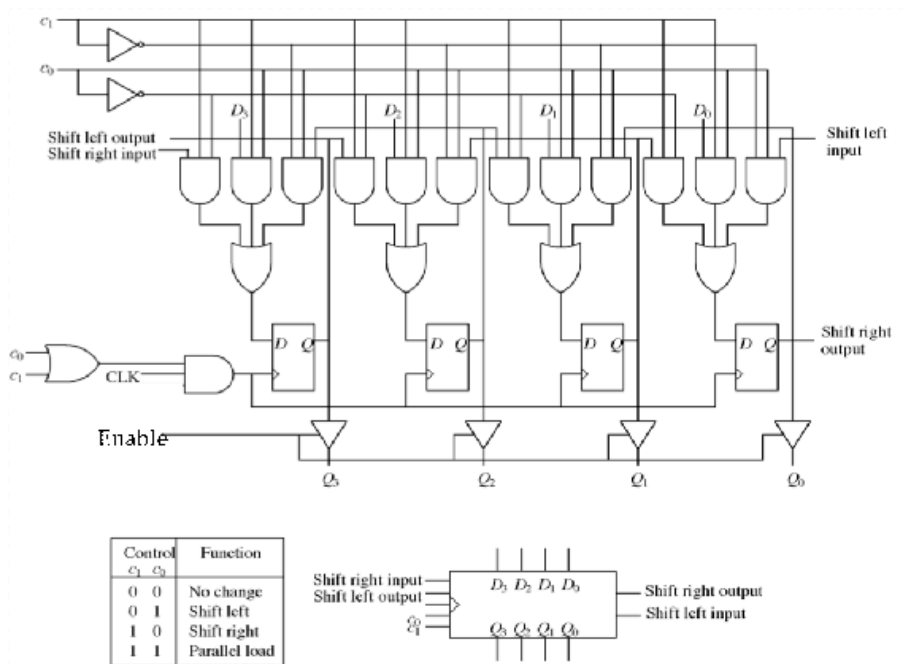 c1
c0
D3 D2 D1 D0
Shift left output
Shift right input
Shift left
input
D Q D Q D Q D Q
Shift right
output
c0
c1
CLK
Enable
Q3 Q2 Q1 Q0
Control Function
c1 c0
0 0 No change
0 1 Shift left
1 0 Shift right
1 1 Parallel load
Shift right input
Shift left output
c0
c1
D3 D2 D1 D0
Q3 Q2 Q1 Q0
Shift right output
Shift left input